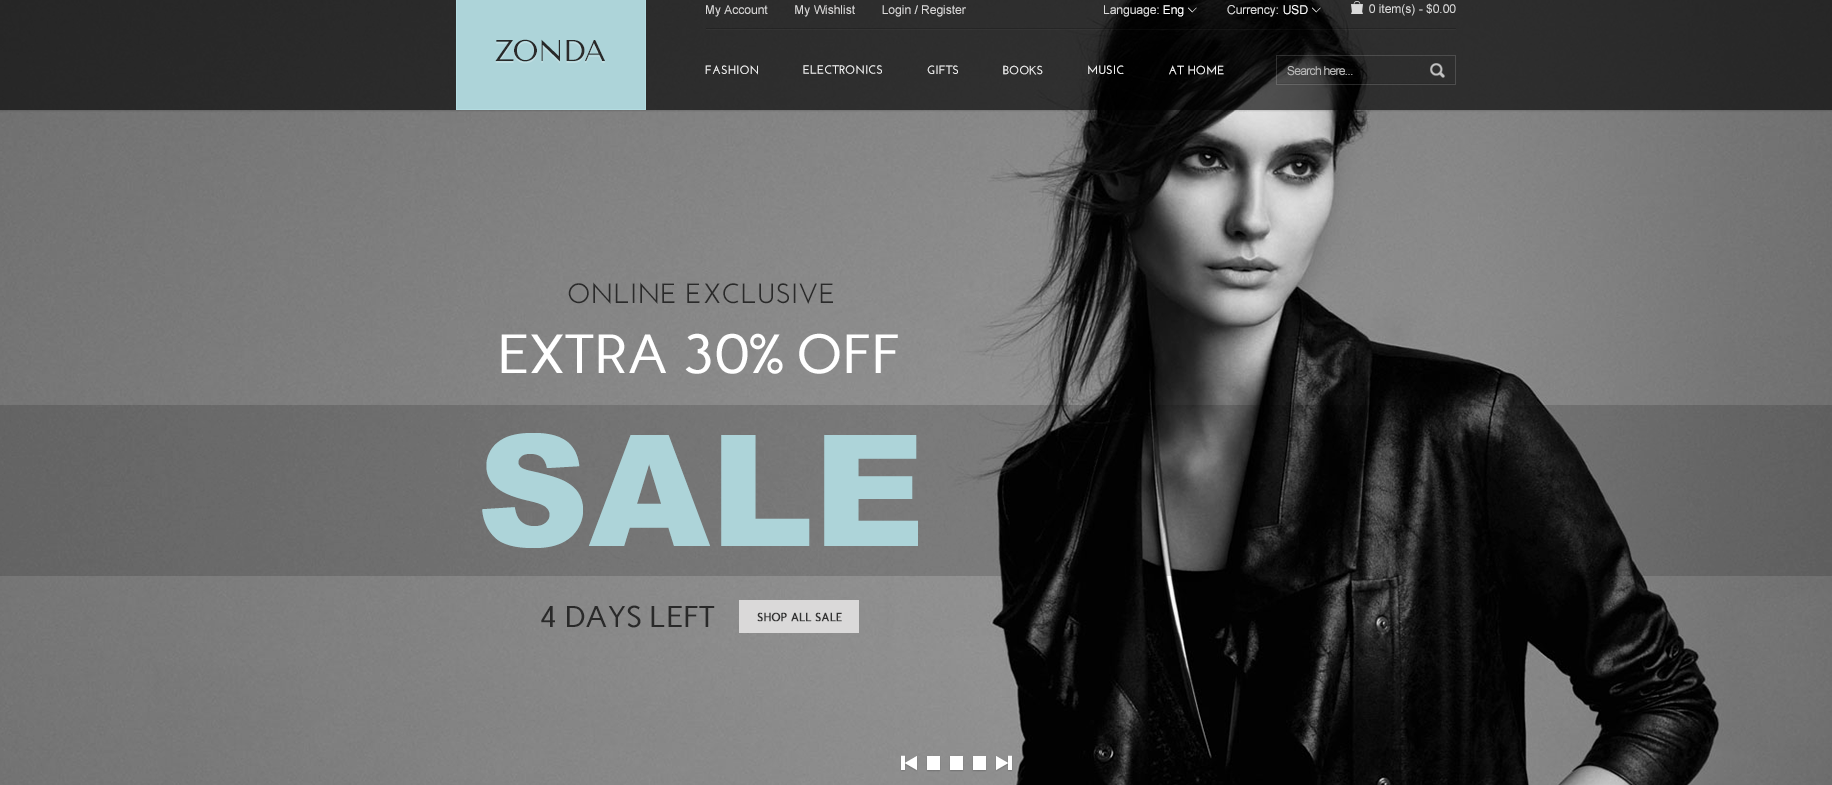 My Account My Wishlist Login / Register Language: Eng Currency: USD 0 item(s) - $0.00
ZONDA
FASHION ELECTRONICS GIFTS BOOKS MUSIC AT HOME Search here...
ONLINE EXCLUSIVE
EXTRA 30% OFF
SALE
4 DAYS LEFT SHOP ALL SALE